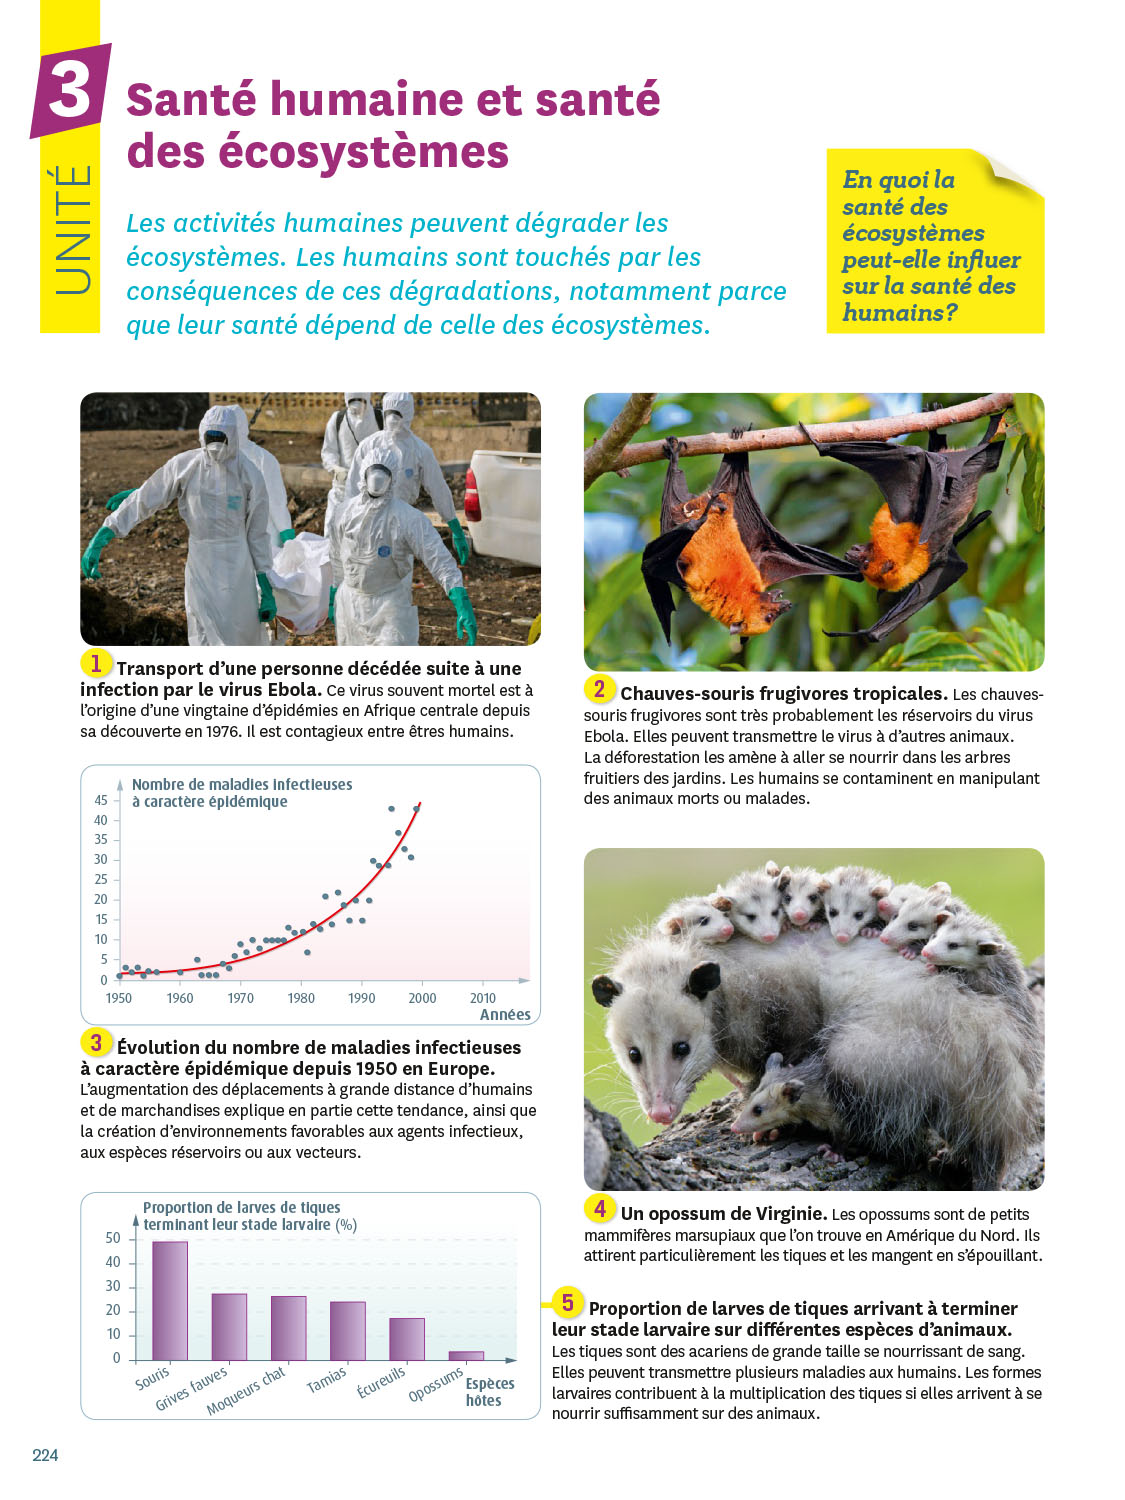 3
UNITÉ
Santé humaine et santé
des écosystèmes
Les activités humaines peuvent dégrader les
écosystèmes. Les humains sont touchés par les
conséquences de ces dégradations, notamment parce
que leur santé dépend de celle des écosystèmes.
En quoi la
santé des
écosystèmes
peut-elle influer
sur la santé des
humains?
1 Transport d'une personne décédée suite à une
infection par le virus Ebola. Ce virus souvent mortel est à
l'origine d'une vingtaine d'épidémies en Afrique centrale depuis
sa découverte en 1976. Il est contagieux entre êtres humains.
2 Chauves-souris frugivores tropicales. Les chauves-
souris frugivores sont très probablement les réservoirs du virus
Ebola. Elles peuvent transmettre le virus à d'autres animaux.
La déforestation les amène à aller se nourrir dans les arbres
fruitiers des jardins. Les humains se contaminent en manipulant
des animaux morts ou malades.
Nombre de maladies infectieuses
à caractère épidémique
45
40
35
30
25
20
15
10
5
0
1950 1960 1970 1980 1990 2000 2010
Années
3 Évolution du nombre de maladies infectieuses
à caractère épidémique depuis 1950 en Europe.
L'augmentation des déplacements à grande distance d'humains
et de marchandises explique en partie cette tendance, ainsi que
la création d'environnements favorables aux agents infectieux,
aux espèces réservoirs ou aux vecteurs.
4 Un opossum de Virginie. Les opossums sont de petits
mammifères marsupiaux que l'on trouve en Amérique du Nord. Ils
attirent particulièrement les tiques et les mangent en s'épouillant.
Proportion de larves de tiques
terminant leur stade larvaire (%)
50
40
30
20
10
0
Souris
Grives fauves
Moqueurs chat
Tamias
Écureuils
Opossums
Espèces
hôtes
5 Proportion de larves de tiques arrivant à terminer
leur stade larvaire sur différentes espèces d'animaux.
Les tiques sont des acariens de grande taille se nourrissant de sang.
Elles peuvent transmettre plusieurs maladies aux humains. Les formes
larvaires contribuent à la multiplication des tiques si elles arrivent à se
nourrir suffisamment sur des animaux.
224